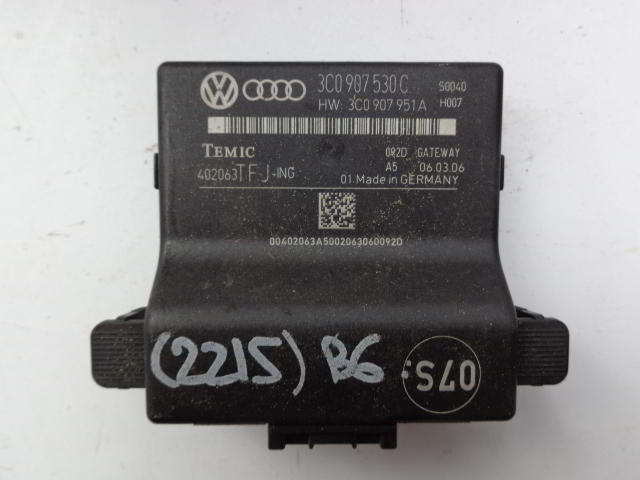 3C0 907 530 C S0040
HW: 3C0 907 951 A H007
TEMIC 0R2D GATEWAY
402063TFJ-ING A5 06.03.06
01.Made in GERMANY
00402063A5002063060092D
(2215) B6 07S: